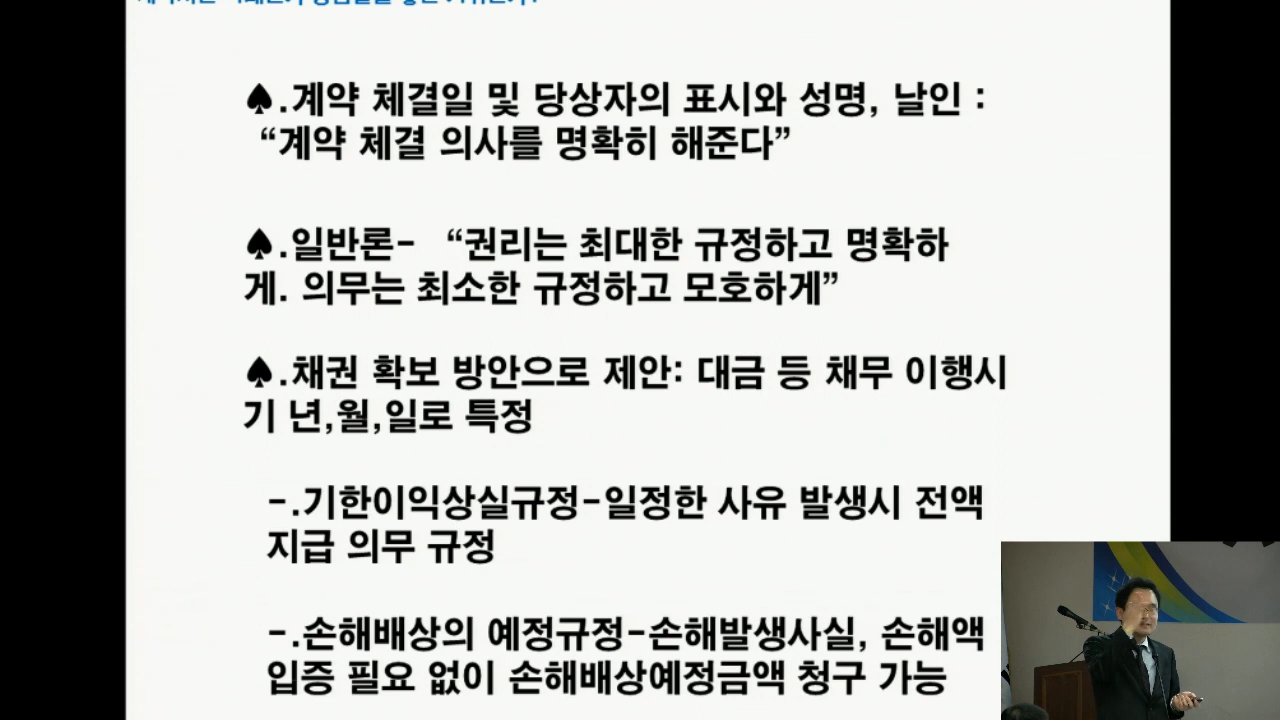 ♠.계약 체결일 및 당상자의 표시와 성명, 날인 :
“계약 체결 의사를 명확히 해준다”
♠.일반론- “권리는 최대한 규정하고 명확하
게. 의무는 최소한 규정하고 모호하게”
♠.채권 확보 방안으로 제안: 대금 등 채무 이행시
기 년,월,일로 특정
-.기한이익상실규정-일정한 사유 발생시 전액
지급 의무 규정
-.손해배상의 예정규정-손해발생사실, 손해액
입증 필요 없이 손해배상예정금액 청구 가능